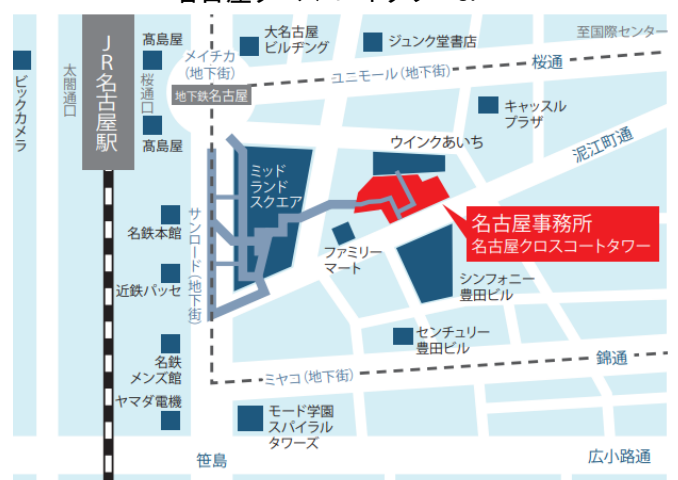 髙島屋
大名古屋
ビルヂング
ジュンク堂書店
至国際センター
JR名古屋駅
ビックカメラ
太閤通口
桜通口
メイチカ
(地下街)
ユニモール(地下街)
桜通
地下鉄名古屋
髙島屋
キャッスル
プラザ
ウインクあいち
泥江町通
ミッド
ランド
スクエア
名鉄本館
サンロード(地下街)
ファミリー
マート
名古屋事務所
名古屋クロスコートタワー
近鉄パッセ
シンフォニー
豊田ビル
名鉄
メンズ館
センチュリー
豊田ビル
錦通
ミヤコ(地下街)
ヤマダ電機
モード学園
スパイラル
タワーズ
笹島
広小路通